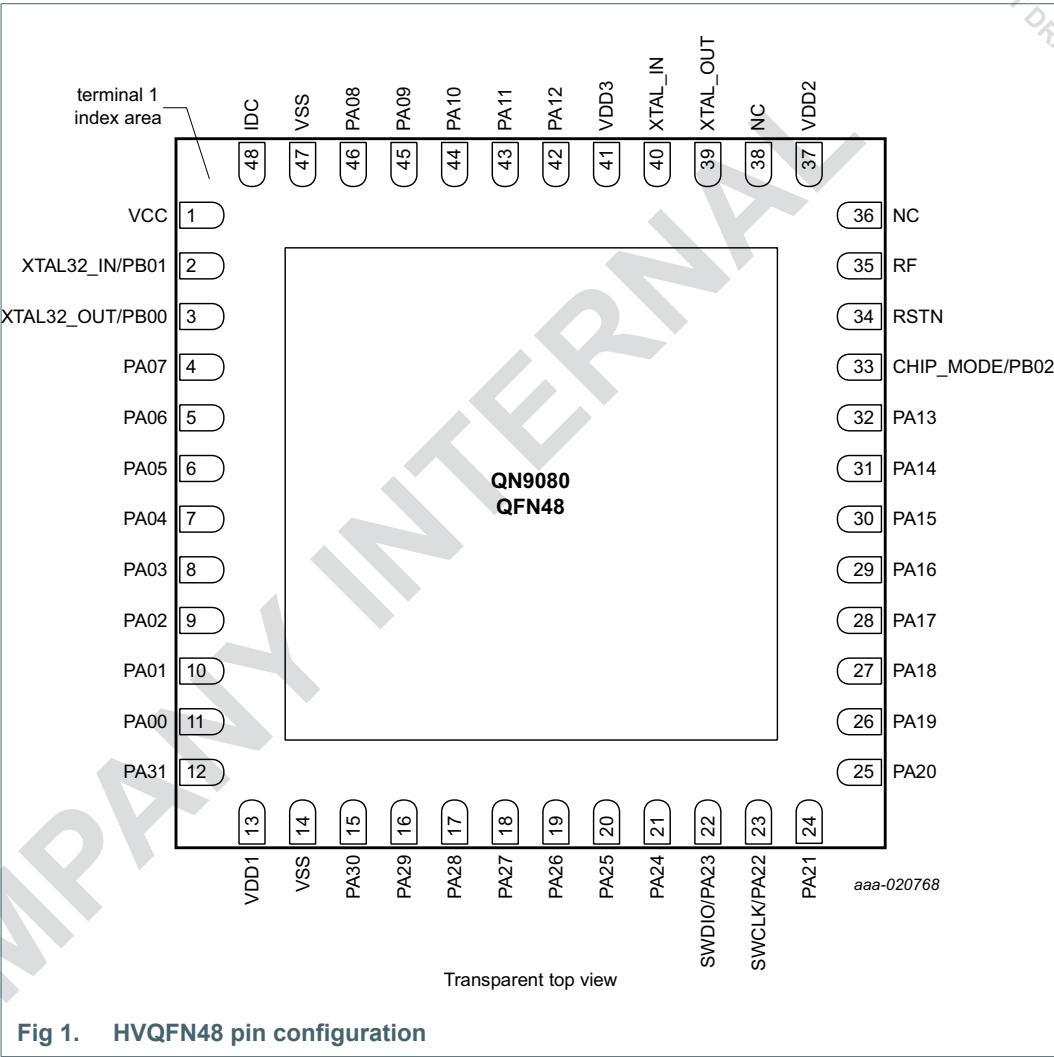 terminal 1
index area
IDC
VSS
PA08
PA09
PA10
PA11
PA12
VDD3
XTAL_IN
XTAL_OUT
NC
VDD2
48
47
46
45
44
43
42
41
40
39
38
37
VCC 1
XTAL32_IN/PB01 2
XTAL32_OUT/PB00 3
PA07 4
PA06 5
PA05 6
PA04 7
PA03 8
PA02 9
PA01 10
PA00 11
PA31 12
QN9080
QFN48
36 NC
35 RF
34 RSTN
33 CHIP_MODE/PB02
32 PA13
31 PA14
30 PA15
29 PA16
28 PA17
27 PA18
26 PA19
25 PA20
13
14
15
16
17
18
19
20
21
22
23
24
VDD1
VSS
PA30
PA29
PA28
PA27
PA26
PA25
PA24
SWDIO/PA23
SWCLK/PA22
PA21
aaa-020768
Transparent top view
Fig 1. HVQFN48 pin configuration
MPANY INTERNAL